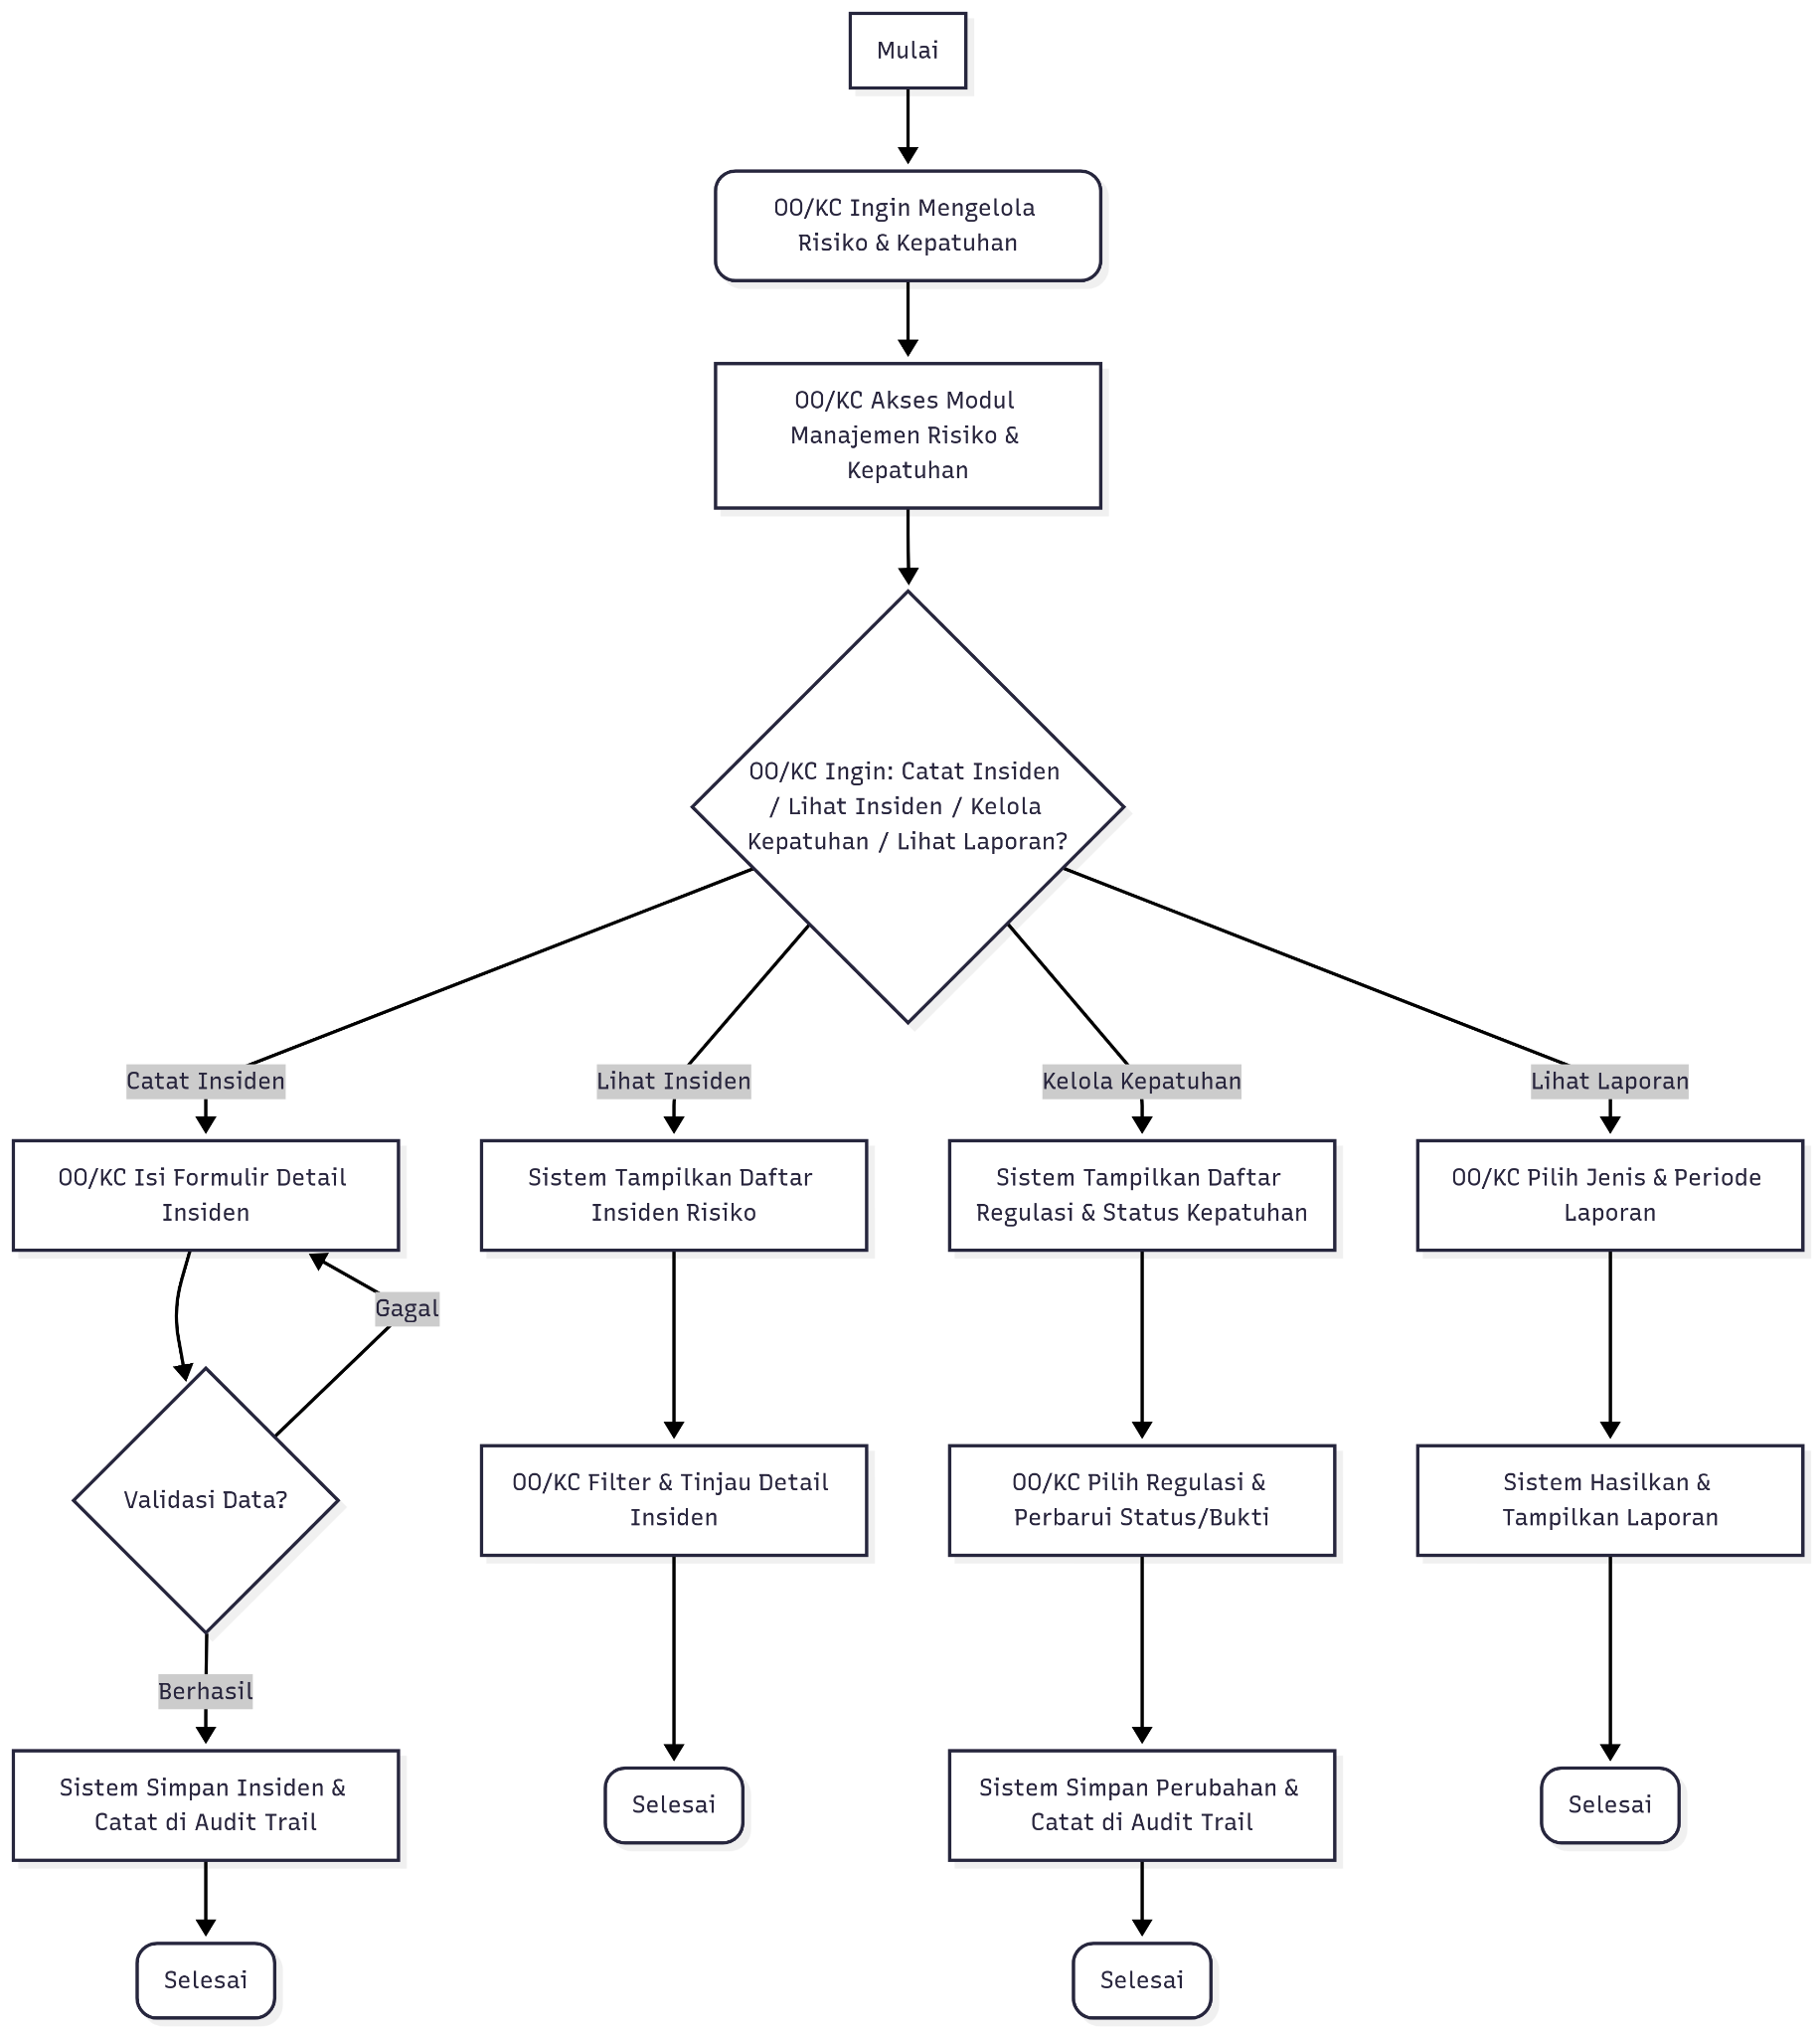 Mulai
OO/KC Ingin Mengelola
Risiko & Kepatuhan
OO/KC Akses Modul
Manajemen Risiko &
Kepatuhan
OO/KC Ingin: Catat Insiden
/ Lihat Insiden / Kelola
Kepatuhan / Lihat Laporan?
Catat Insiden
Lihat Insiden
Kelola Kepatuhan
Lihat Laporan
OO/KC Isi Formulir Detail
Insiden
Sistem Tampilkan Daftar
Insiden Risiko
Sistem Tampilkan Daftar
Regulasi & Status Kepatuhan
OO/KC Pilih Jenis & Periode
Laporan
Gagal
Validasi Data?
OO/KC Filter & Tinjau Detail
Insiden
OO/KC Pilih Regulasi &
Perbarui Status/Bukti
Sistem Hasilkan &
Tampilkan Laporan
Berhasil
Sistem Simpan Insiden &
Catat di Audit Trail
Selesai
Sistem Simpan Perubahan &
Catat di Audit Trail
Selesai
Selesai
Selesai